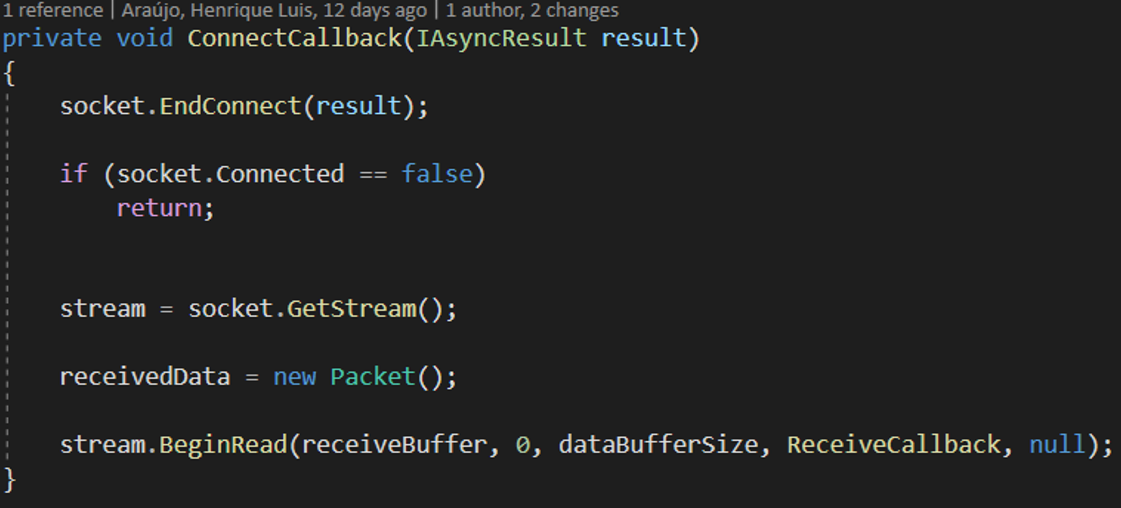 1 reference | Araújo, Henrique Luis, 12 days ago | 1 author, 2 changes
private void ConnectCallback(IAsyncResult result)
{
    socket.EndConnect(result);
    if (socket.Connected == false)
        return;
    stream = socket.GetStream();
    receivedData = new Packet();
    stream.BeginRead(receiveBuffer, 0, dataBufferSize, ReceiveCallback, null);
}